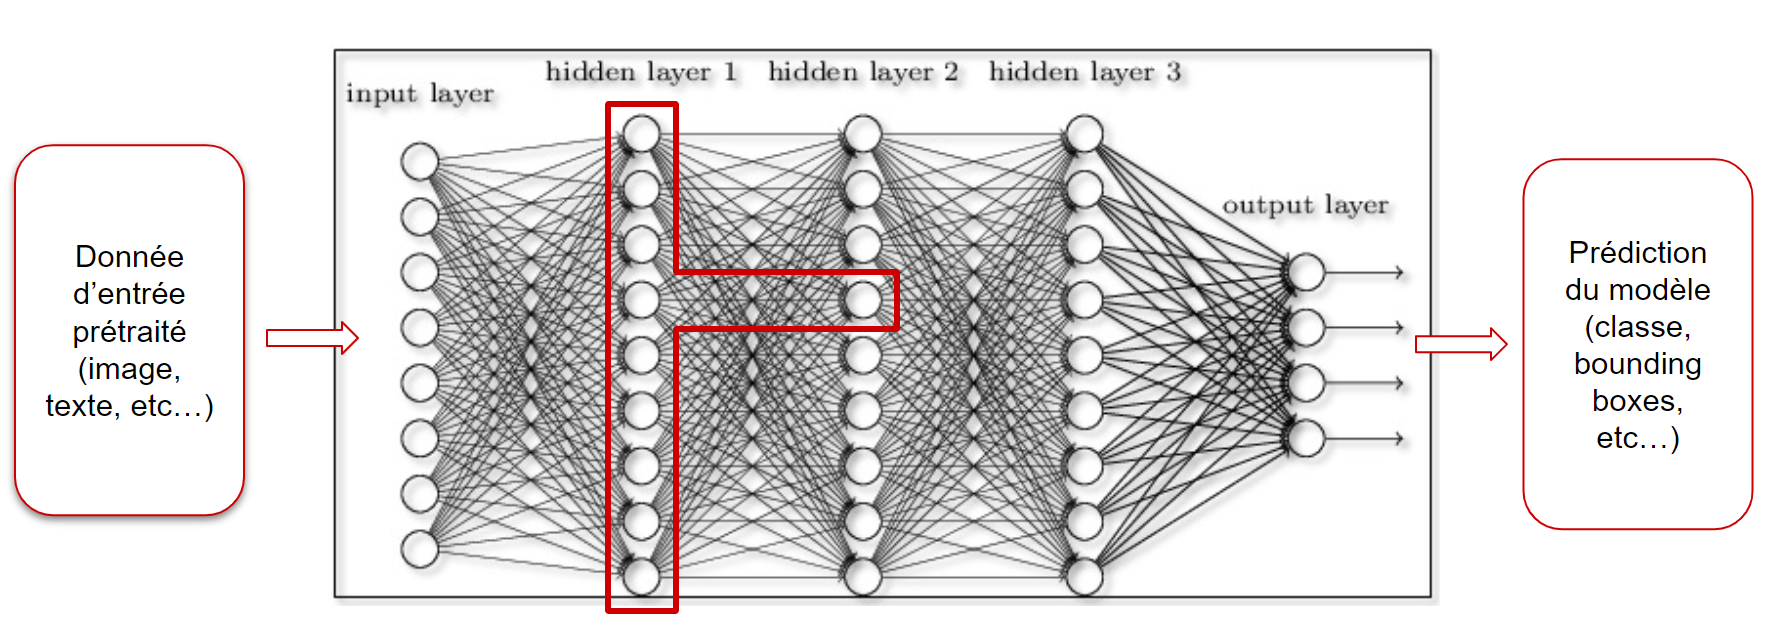 Donnée
d’entrée
prétraité
(image,
texte, etc…)
input layer
hidden layer 1
hidden layer 2
hidden layer 3
output layer
Prédiction
du modèle
(classe,
bounding
boxes,
etc…)